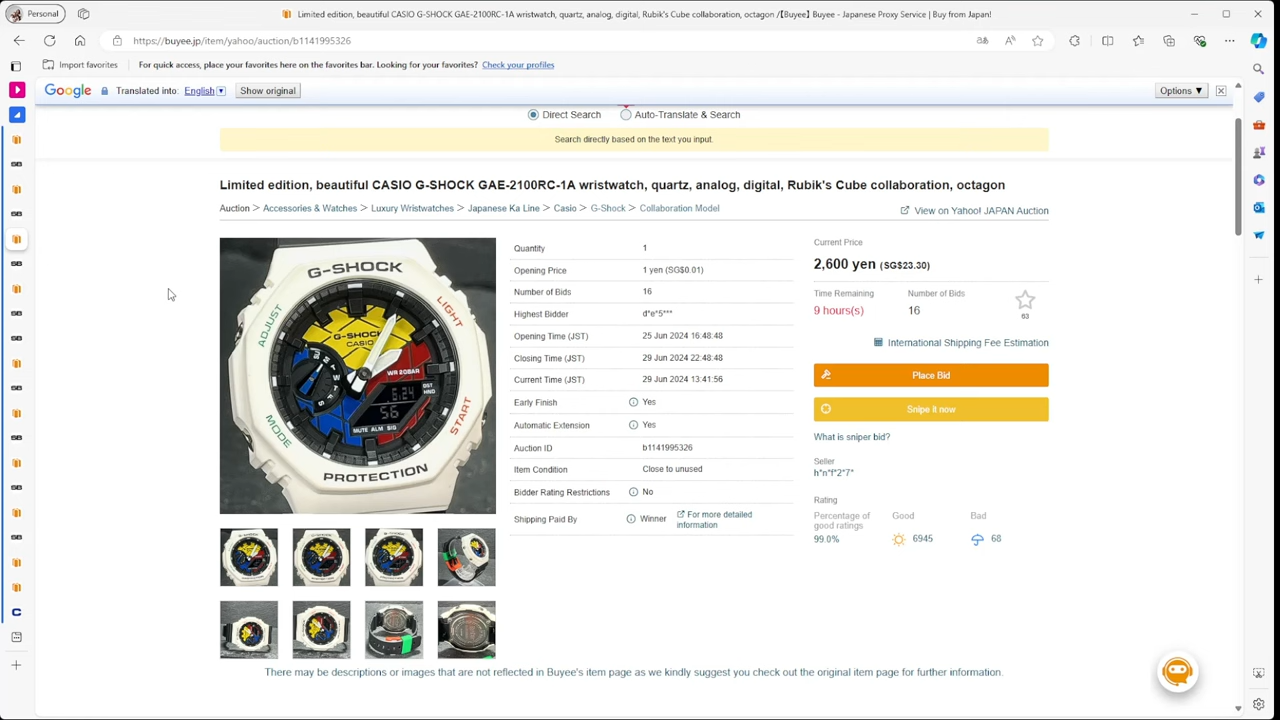 Personal
Limited edition, beautiful CASIO G-SHOCK GAE-2100RC-1A wristwatch, quartz, analog, digital, Rubik's Cube collaboration, octagon /【Buyee】 Buyee - Japanese Proxy Service | Buy from Japan!
https://buyee.jp/item/yahoo/auction/b1141995326
Import favorites
For quick access, place your favorites here on the favorites bar. Looking for your favorites? Check your profiles
Google Translated into: English Show original Options ▼
Direct Search Auto-Translate & Search
Search directly based on the text you input.
Limited edition, beautiful CASIO G-SHOCK GAE-2100RC-1A wristwatch, quartz, analog, digital, Rubik's Cube collaboration, octagon
Auction > Accessories & Watches > Luxury Wristwatches > Japanese Ka Line > Casio > G-Shock > Collaboration Model
View on Yahoo! JAPAN Auction
G-SHOCK
ADJUST
LIGHT
G-SHOCK
CASIO
WR 20BAR
DST
HND
6.24
56
MUTE ALM SIG
MODE
START
PROTECTION
Quantity 1
Opening Price 1 yen (SG$0.01)
Number of Bids 16
Highest Bidder d*e*5***
Opening Time (JST) 25 Jun 2024 16:48:48
Closing Time (JST) 29 Jun 2024 22:48:48
Current Time (JST) 29 Jun 2024 13:41:56
Early Finish Yes
Automatic Extension Yes
Auction ID b1141995326
Item Condition Close to unused
Bidder Rating Restrictions No
Shipping Paid By Winner For more detailed
information
Current Price
2,600 yen (SG$23.30)
Time Remaining Number of Bids
9 hours(s) 16
63
International Shipping Fee Estimation
Place Bid
Snipe it now
What is sniper bid?
Seller
h*n*f*2*7*
Rating
Percentage of
good ratings
99.0%
Good
6945
Bad
68
There may be descriptions or images that are not reflected in Buyee's item page as we kindly suggest you check out the original item page for further information.